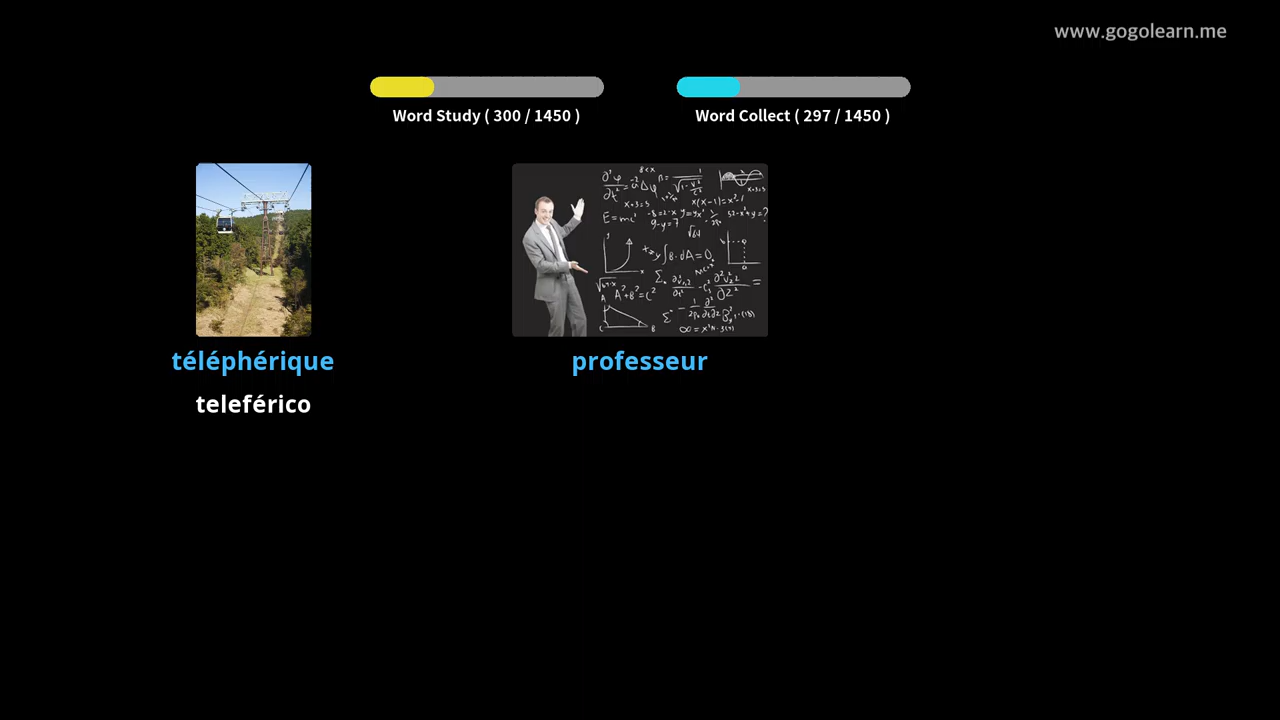 www.gogolearn.me
Word Study ( 300 / 1450 )
Word Collect ( 297 / 1450 )
téléphérique
teleférico
professeur